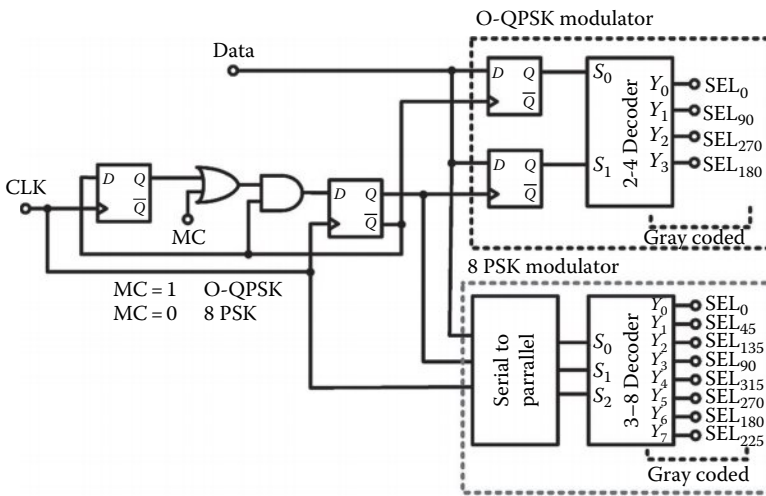 O-QPSK modulator
Data
D Q
Q̅
S0
2-4 Decoder
Y0 SEL0
Y1 SEL90
Y2 SEL270
Y3 SEL180
D Q
Q̅
S1
Gray coded
CLK
D Q
Q̅
MC
D Q
Q̅
MC = 1 O-QPSK
MC = 0 8 PSK
8 PSK modulator
Serial to
parrallel
S0
S1
S2
3–8 Decoder
Y0 SEL0
Y1 SEL45
Y2 SEL135
Y3 SEL90
Y4 SEL315
Y5 SEL270
Y6 SEL180
Y7 SEL225
Gray coded